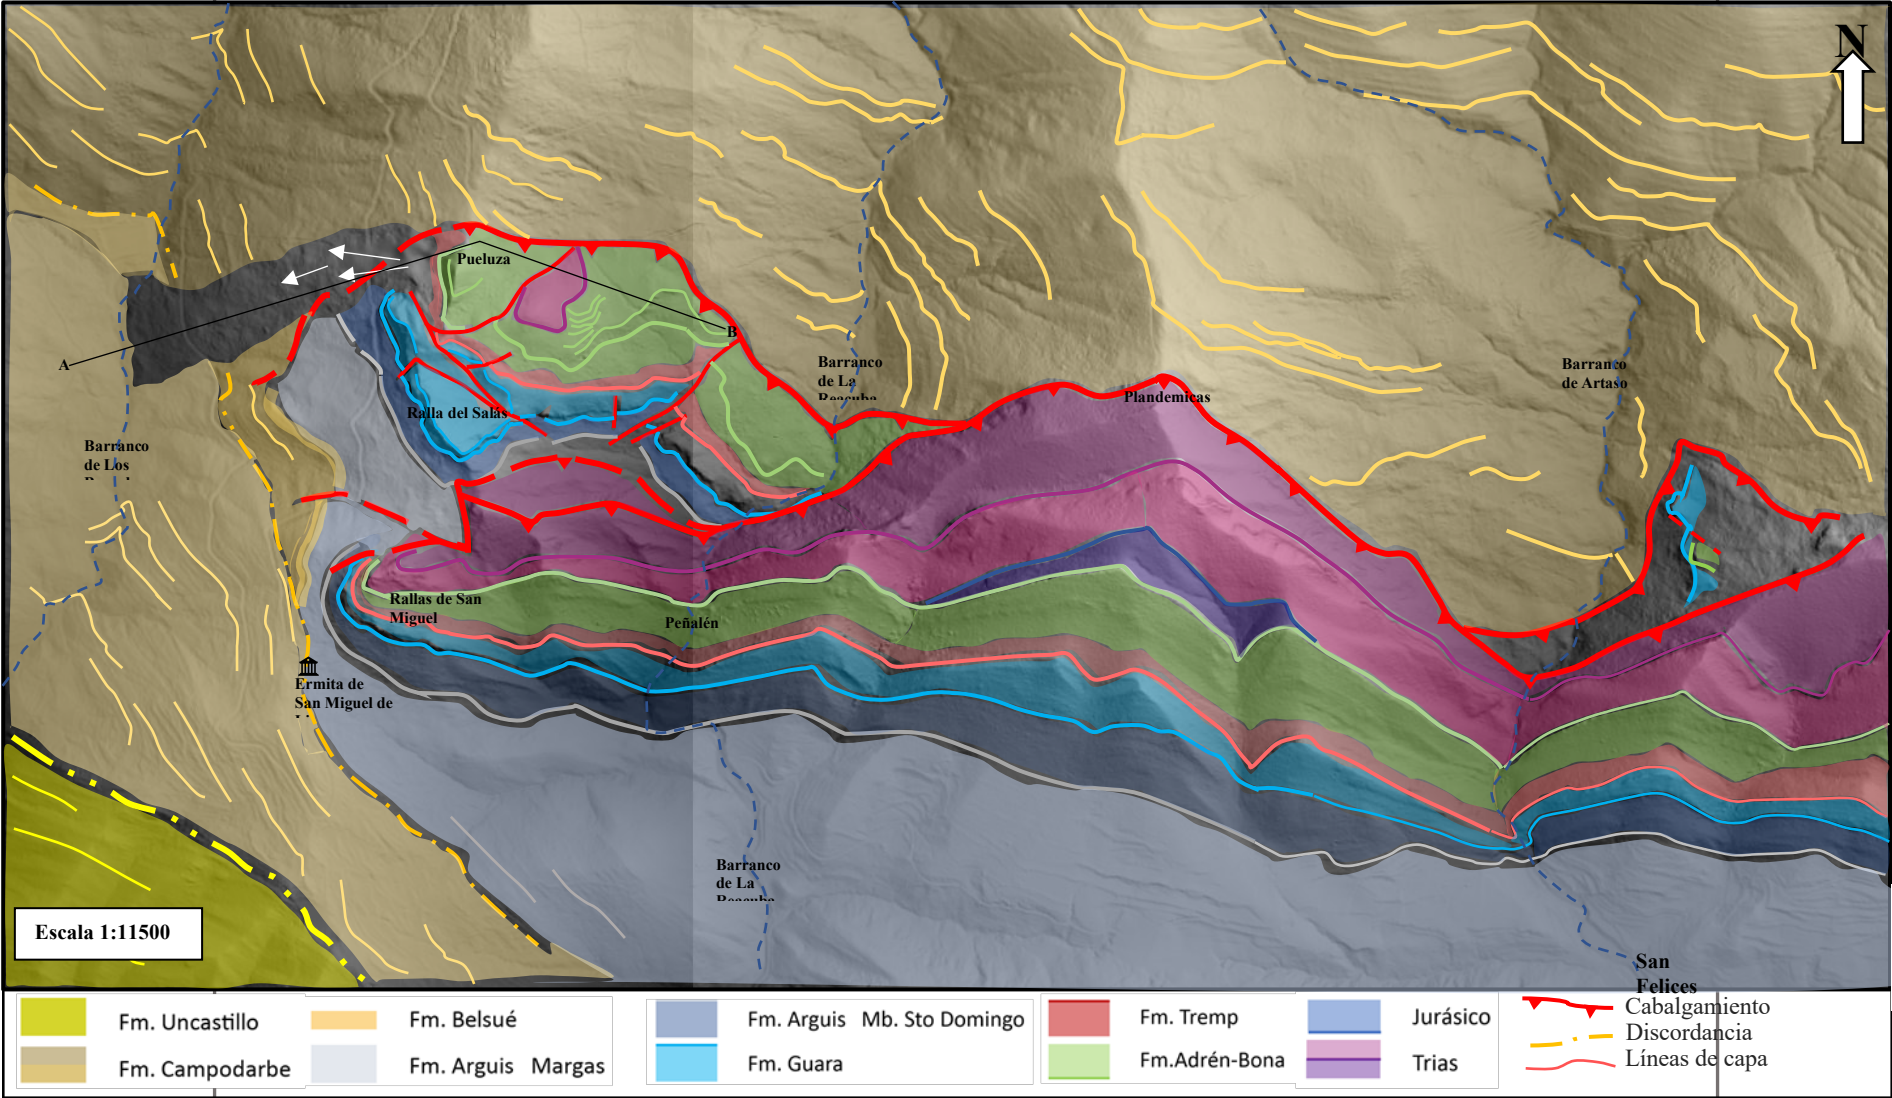 N
Pueluza
A
B
Barranco
de La
Ralla del Salás
Plandemicas
Barranco
de Artaso
Barranco
de Los
Rallas de San
Miguel
Peñalén
Ermita de
San Miguel de
Barranco
de La
Escala 1:11500
San
Felices
Fm. Uncastillo
Fm. Campodarbe
Fm. Belsué
Fm. Arguis Margas
Fm. Arguis Mb. Sto Domingo
Fm. Guara
Fm. Tremp
Fm.Adrén-Bona
Jurásico
Trias
Cabalgamiento
Discordancia
Líneas de capa